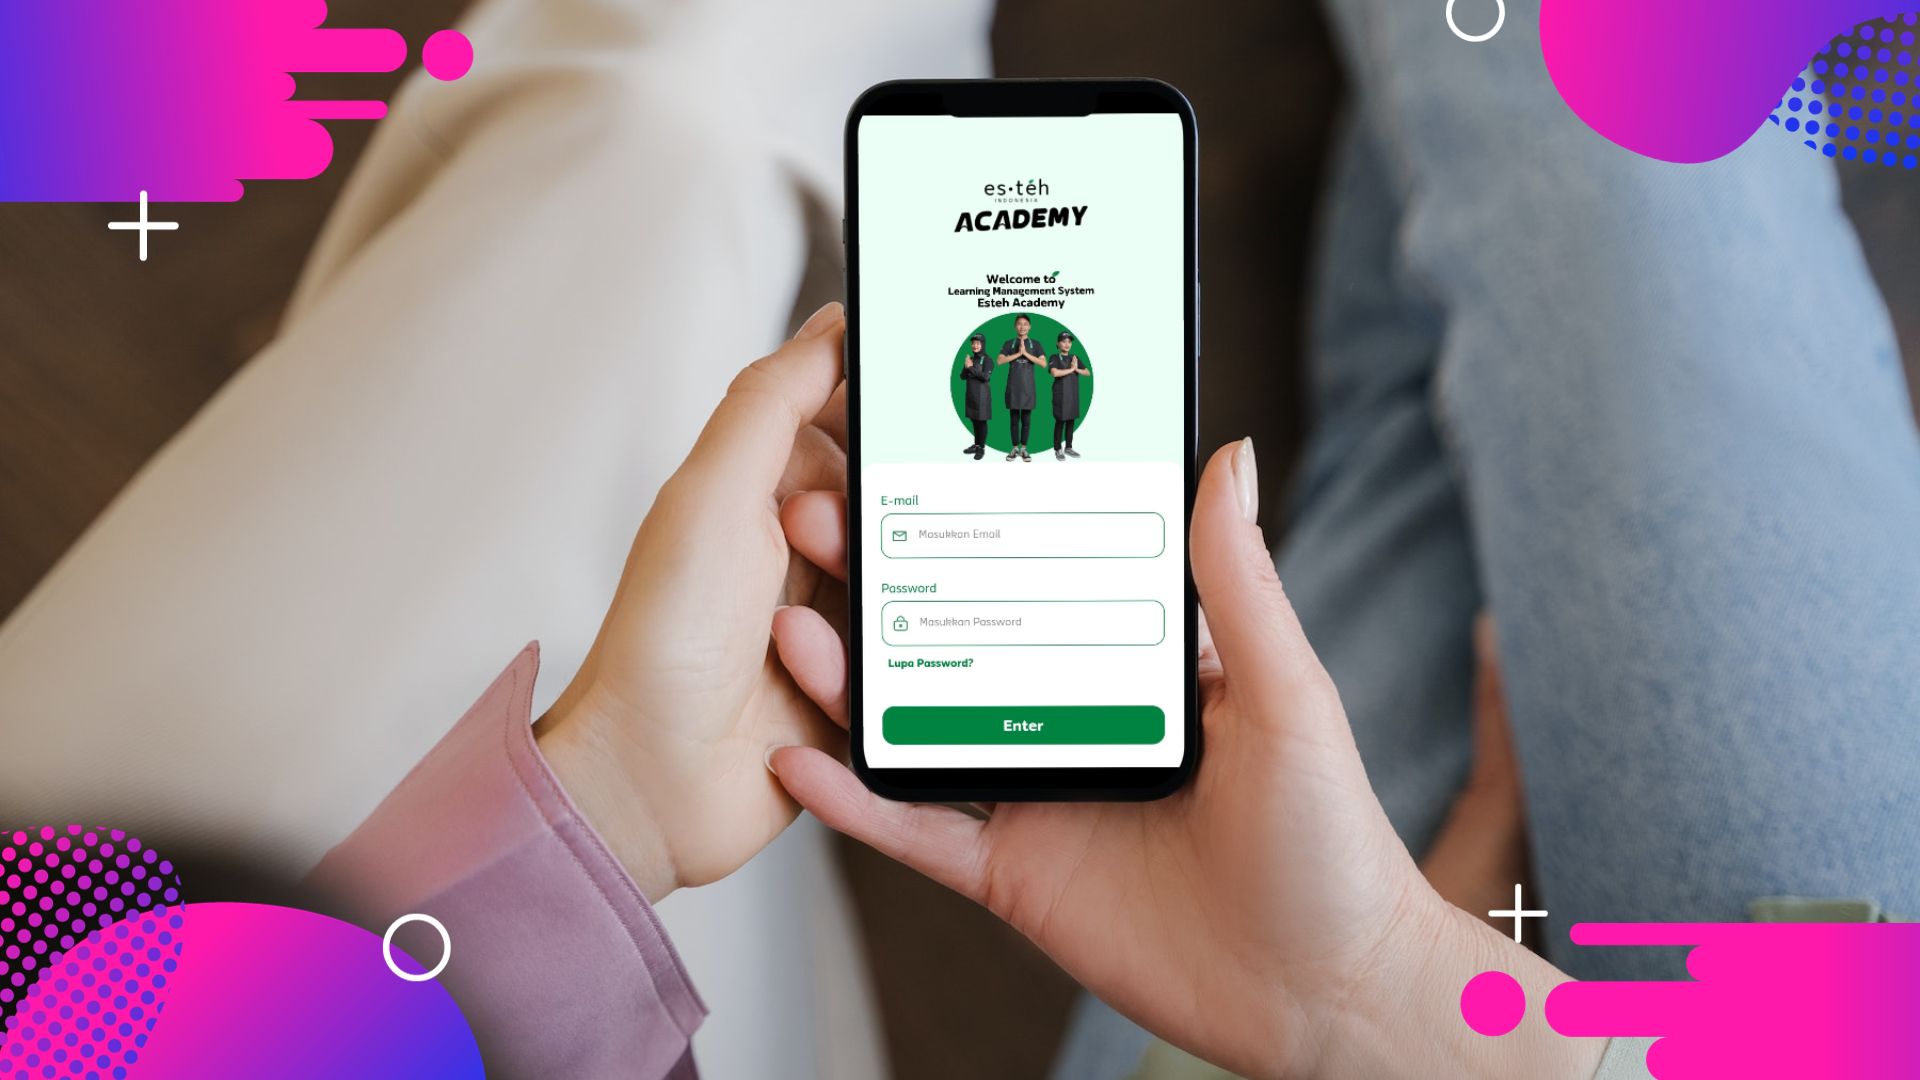 es•téh
INDONESIA
ACADEMY
Welcome to
Learning Management System
Esteh Academy
E-mail
Masukkan Email
Password
Masukkan Password
Lupa Password?
Enter